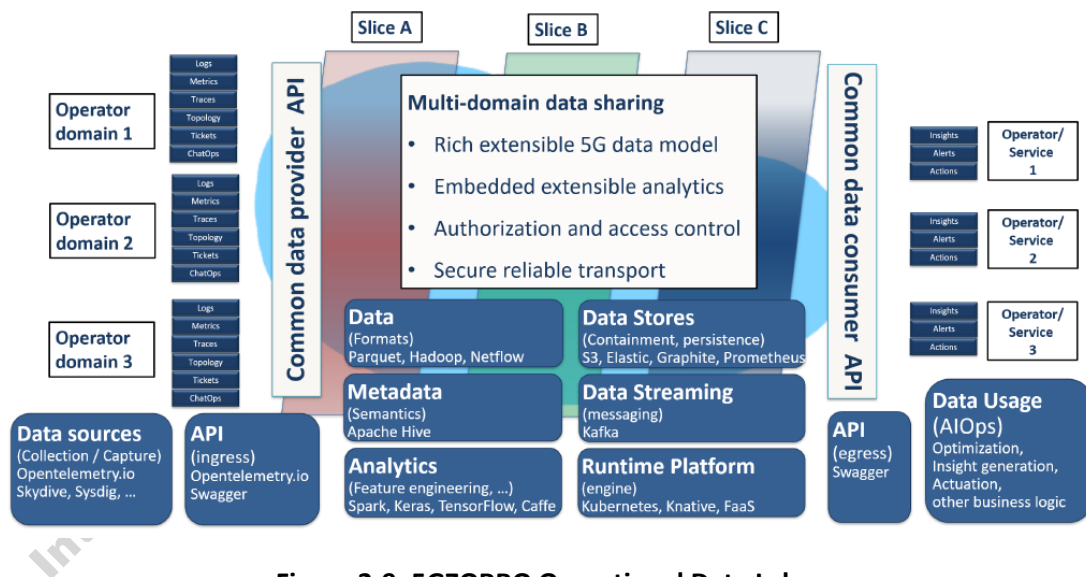 Slice A
Slice B
Slice C
Operator
domain 1
Logs
Metrics
Traces
Topology
Tickets
ChatOps
Operator
domain 2
Logs
Metrics
Traces
Topology
Tickets
ChatOps
Operator
domain 3
Logs
Metrics
Traces
Topology
Tickets
ChatOps
Common data provider API
Multi-domain data sharing
• Rich extensible 5G data model
• Embedded extensible analytics
• Authorization and access control
• Secure reliable transport
Common data consumer API
Insights
Alerts
Actions
Operator/
Service
1
Insights
Alerts
Actions
Operator/
Service
2
Insights
Alerts
Actions
Operator/
Service
3
Data sources
(Collection / Capture)
Opentelemetry.io
Skydive, Sysdig, ...
API
(ingress)
Opentelemetry.io
Swagger
Data
(Formats)
Parquet, Hadoop, Netflow
Metadata
(Semantics)
Apache Hive
Analytics
(Feature engineering, ...)
Spark, Keras, TensorFlow, Caffe
Data Stores
(Containment, persistence)
S3, Elastic, Graphite, Prometheus
Data Streaming
(messaging)
Kafka
Runtime Platform
(engine)
Kubernetes, Knative, FaaS
API
(egress)
Swagger
Data Usage
(AIOps)
Optimization,
Insight generation,
Actuation,
other business logic